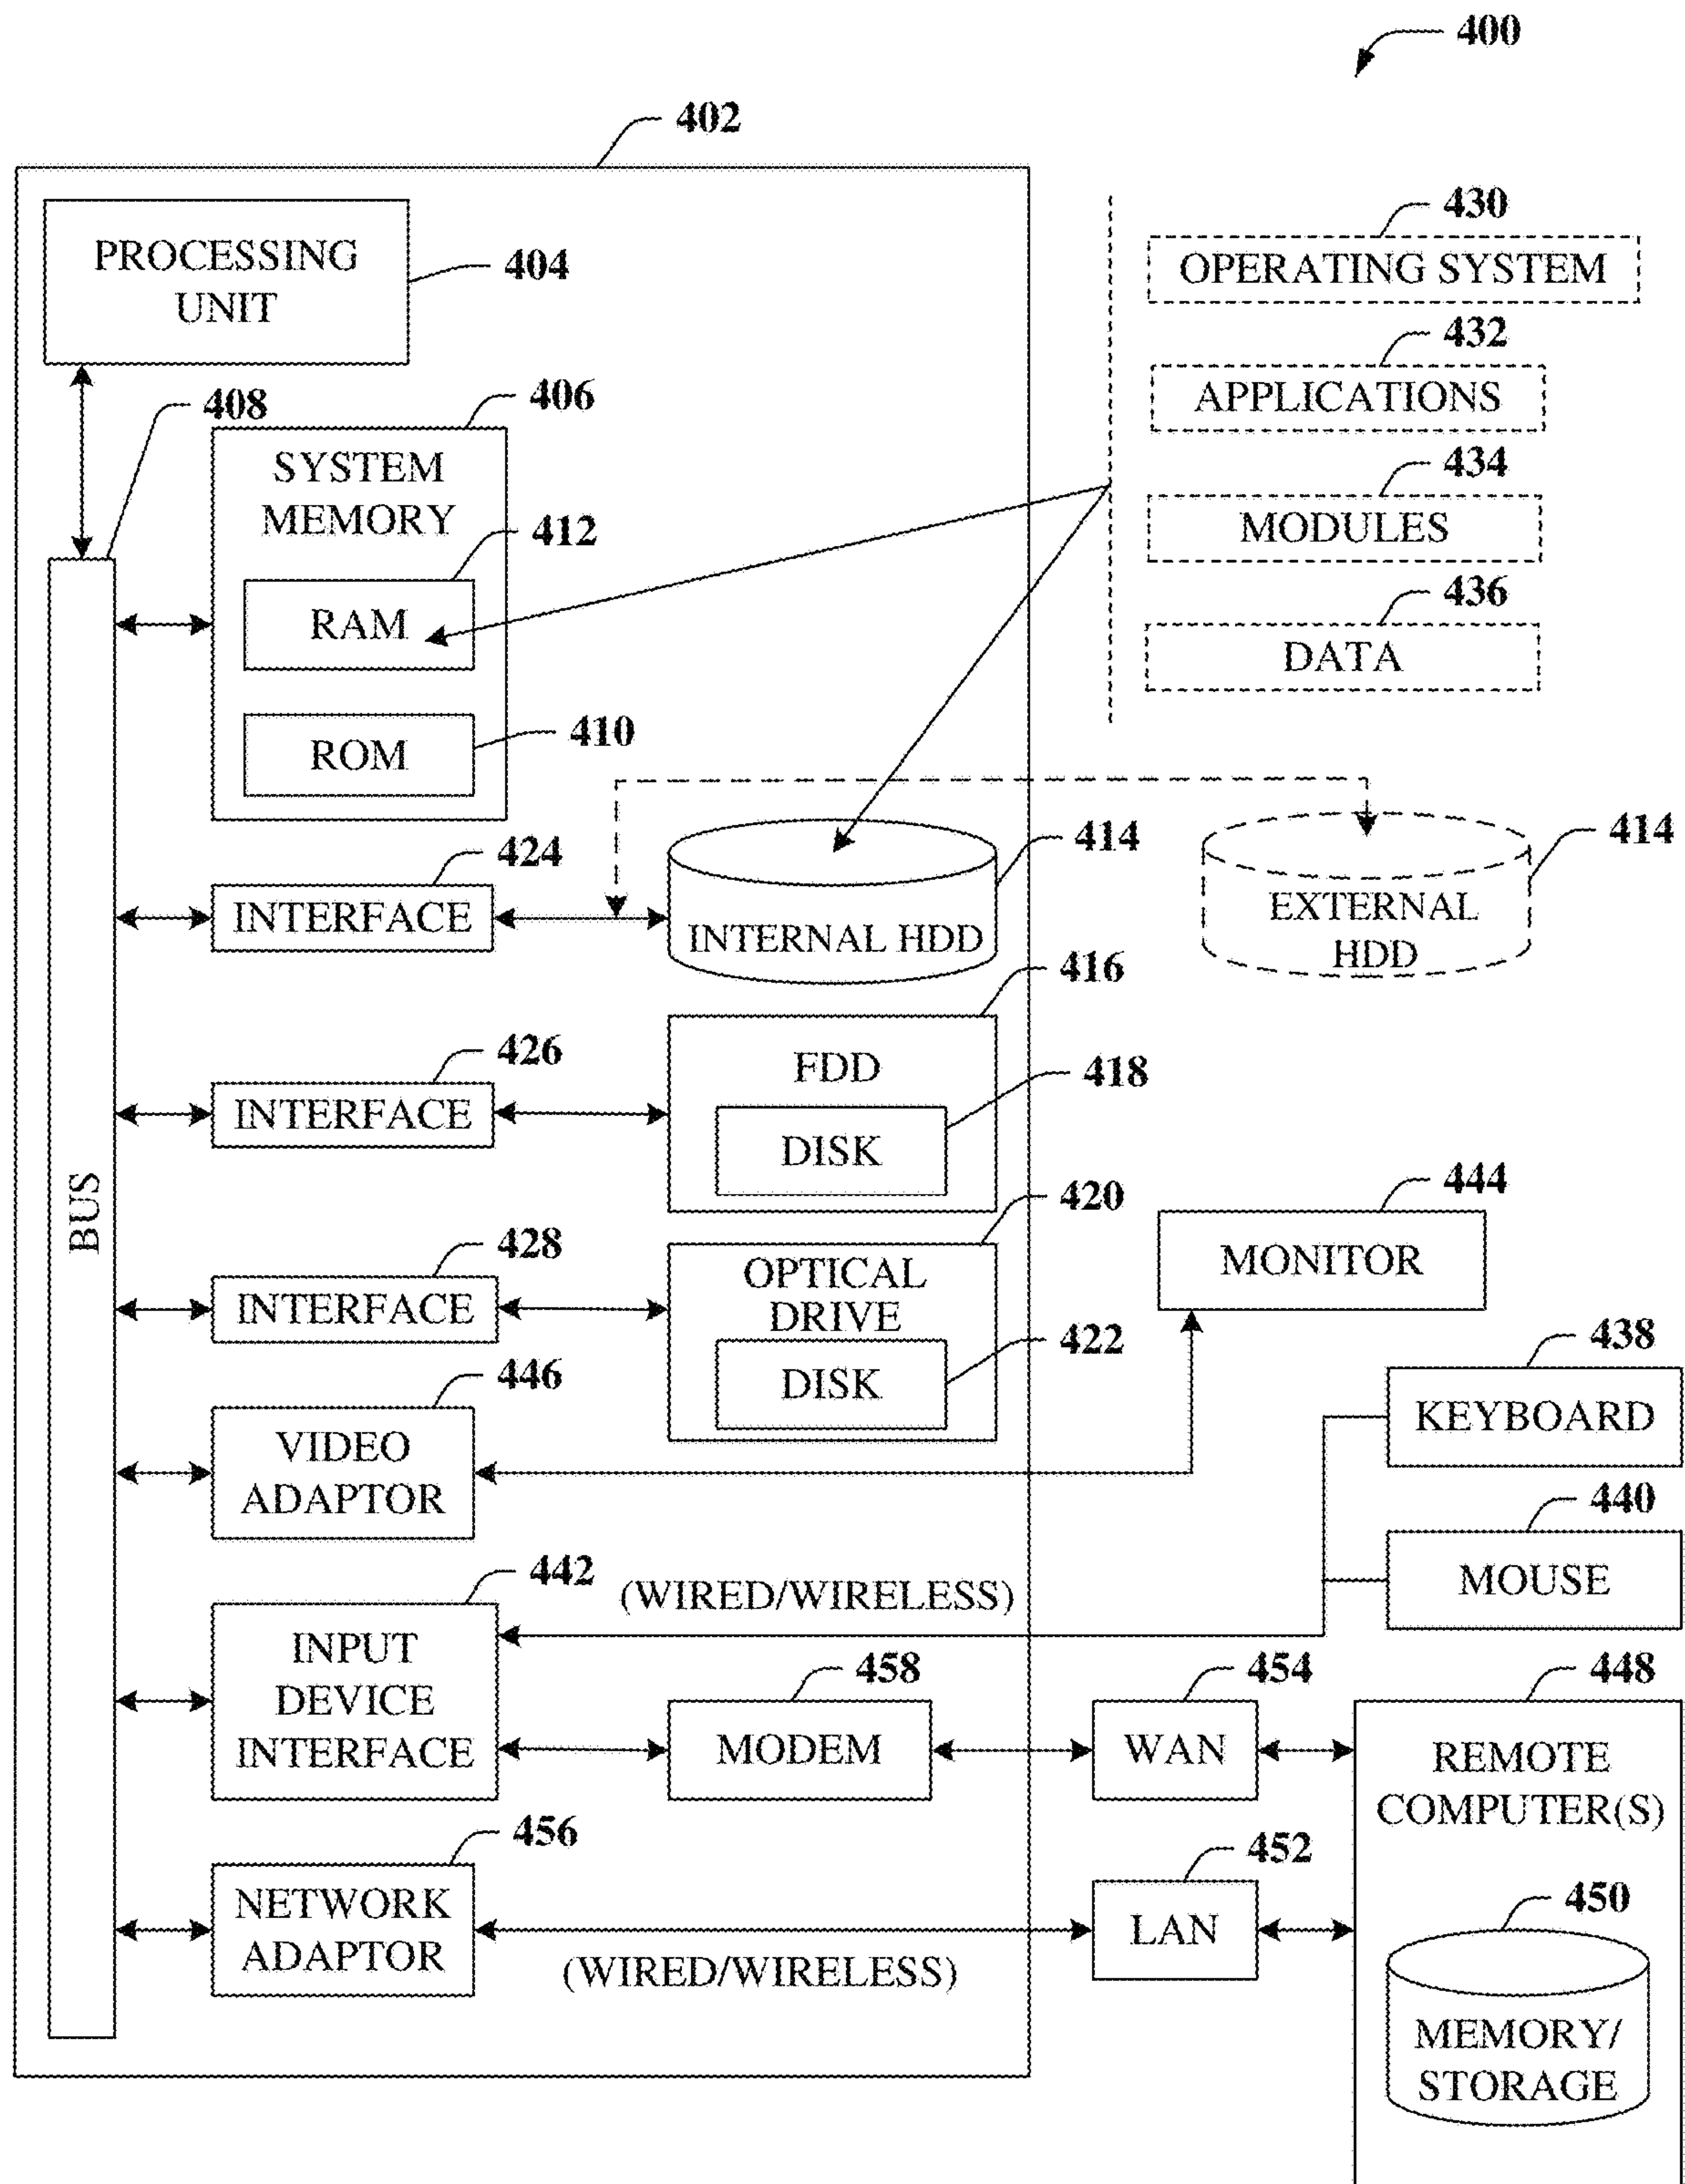 400
402
PROCESSING
UNIT
404
430
OPERATING SYSTEM
432
APPLICATIONS
434
MODULES
436
DATA
408
406
SYSTEM
MEMORY
412
RAM
410
ROM
424
INTERFACE
414
INTERNAL HDD
414
EXTERNAL
HDD
426
INTERFACE
416
FDD
418
DISK
BUS
428
INTERFACE
420
OPTICAL
DRIVE
422
DISK
444
MONITOR
446
VIDEO
ADAPTOR
438
KEYBOARD
440
MOUSE
442
INPUT
DEVICE
INTERFACE
(WIRED/WIRELESS)
458
MODEM
454
WAN
448
REMOTE
COMPUTER(S)
456
NETWORK
ADAPTOR
(WIRED/WIRELESS)
452
LAN
450
MEMORY/
STORAGE